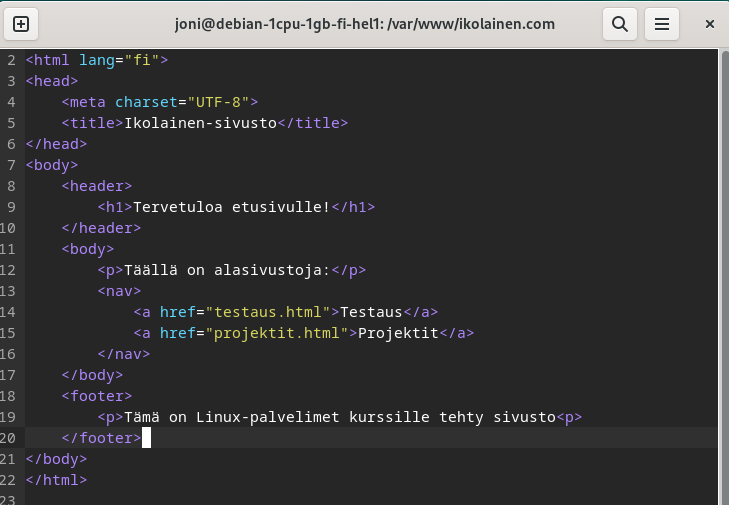 joni@debian-1cpu-1gb-fi-hel1: /var/www/ikolainen.com
2 <html lang="fi">
3 <head>
4     <meta charset="UTF-8">
5     <title>Ikolainen-sivusto</title>
6 </head>
7 <body>
8     <header>
9         <h1>Tervetuloa etusivulle!</h1>
10     </header>
11     <body>
12         <p>Täällä on alasivustoja:</p>
13         <nav>
14             <a href="testaus.html">Testaus</a>
15             <a href="projektit.html">Projektit</a>
16         </nav>
17     </body>
18     <footer>
19         <p>Tämä on Linux-palvelimet kurssille tehty sivusto<p>
20     </footer>
21 </body>
22 </html>
23